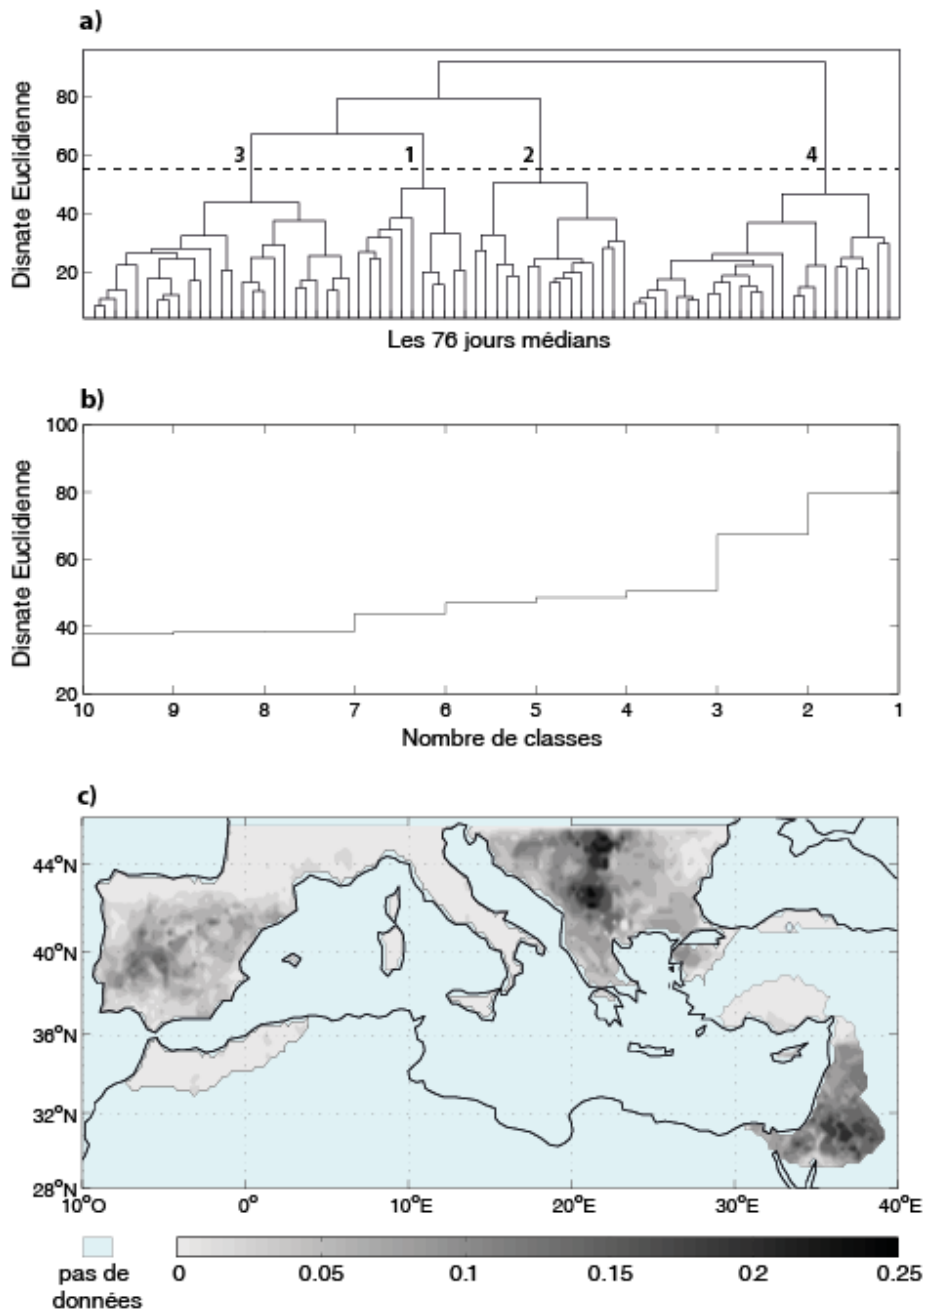 a)
Disnate Euclidienne
80
60
40
20
3 1 2 4
Les 76 jours médians
b)
Disnate Euclidienne
100
80
60
40
20
10 9 8 7 6 5 4 3 2 1
Nombre de classes
c)
44°N
40°N
36°N
32°N
28°N
10°O 0° 10°E 20°E 30°E 40°E
pas de
données
0 0.05 0.1 0.15 0.2 0.25